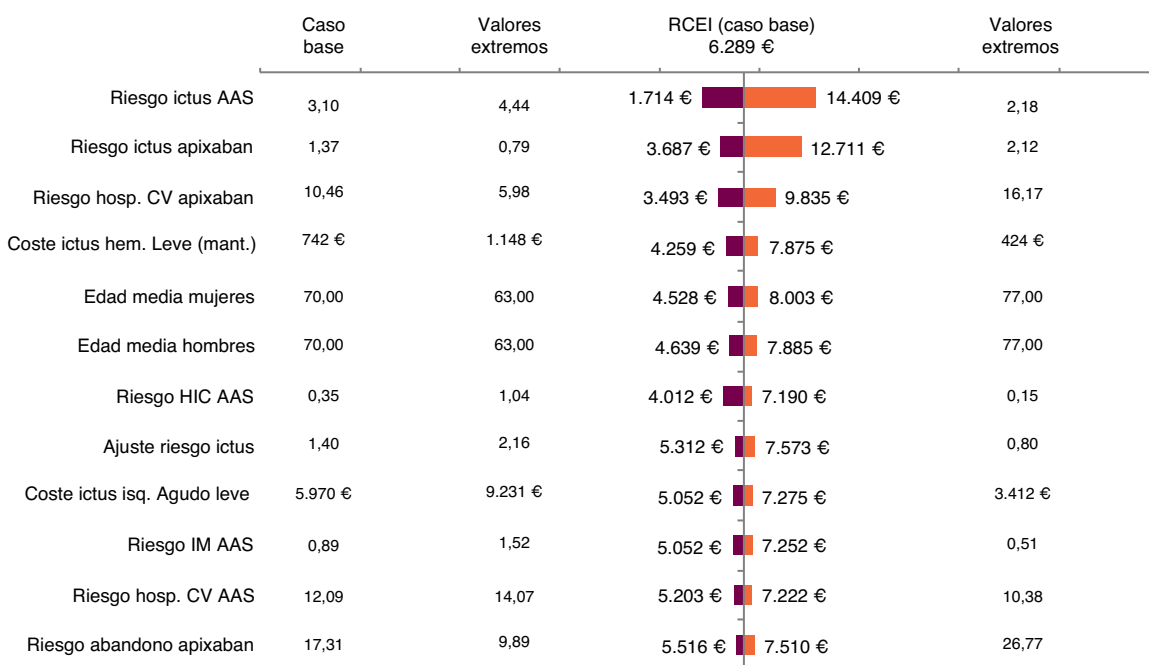 Caso base
Valores extremos
RCEI (caso base) 6.289 €
Valores extremos
Riesgo ictus AAS 3,10 4,44 1.714 € 14.409 € 2,18
Riesgo ictus apixaban 1,37 0,79 3.687 € 12.711 € 2,12
Riesgo hosp. CV apixaban 10,46 5,98 3.493 € 9.835 € 16,17
Coste ictus hem. Leve (mant.) 742 € 1.148 € 4.259 € 7.875 € 424 €
Edad media mujeres 70,00 63,00 4.528 € 8.003 € 77,00
Edad media hombres 70,00 63,00 4.639 € 7.885 € 77,00
Riesgo HIC AAS 0,35 1,04 4.012 € 7.190 € 0,15
Ajuste riesgo ictus 1,40 2,16 5.312 € 7.573 € 0,80
Coste ictus isq. Agudo leve 5.970 € 9.231 € 5.052 € 7.275 € 3.412 €
Riesgo IM AAS 0,89 1,52 5.052 € 7.252 € 0,51
Riesgo hosp. CV AAS 12,09 14,07 5.203 € 7.222 € 10,38
Riesgo abandono apixaban 17,31 9,89 5.516 € 7.510 € 26,77